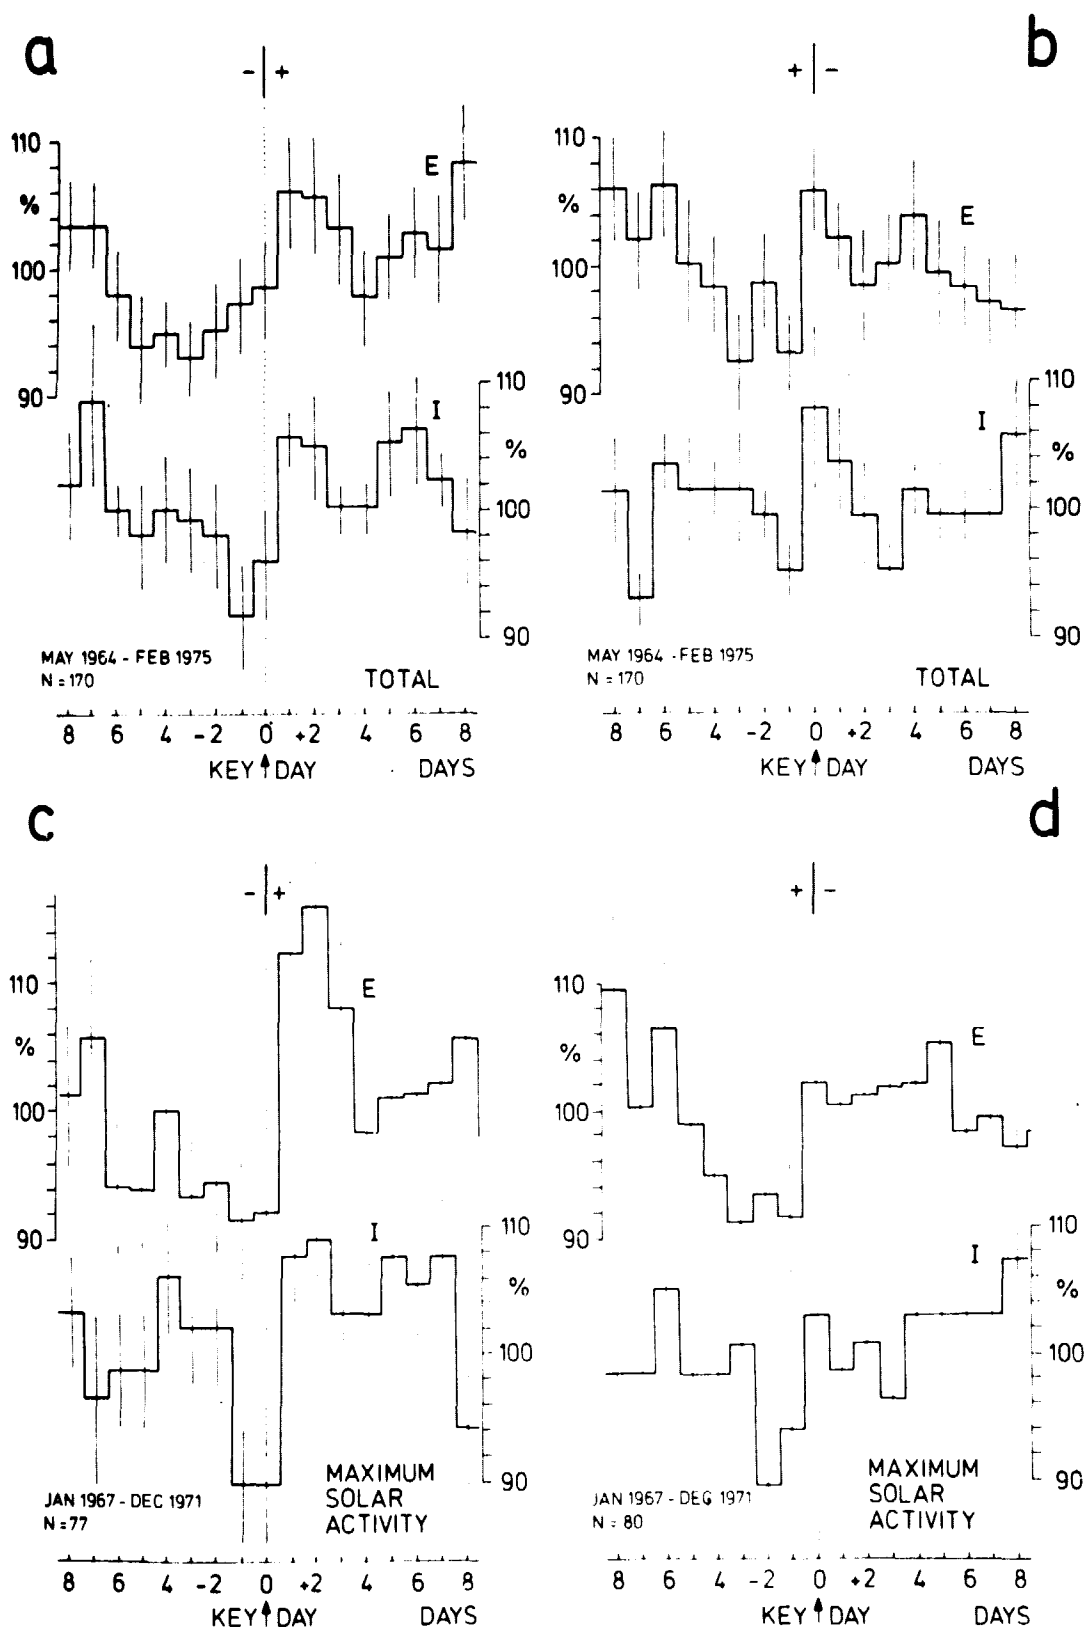 a
- +
110
%
100
90
E
I
110
%
100
90
MAY 1964 - FEB 1975
N = 170
TOTAL
8 6 4 -2 0 +2 4 6 8
KEY DAY DAYS
b
+ -
110
%
100
90
E
I
110
%
100
90
MAY 1964 - FEB 1975
N = 170
TOTAL
8 6 4 -2 0 +2 4 6 8
KEY DAY DAYS
c
- +
110
%
100
90
E
I
110
%
100
90
JAN 1967 - DEC 1971
N = 77
MAXIMUM
SOLAR
ACTIVITY
8 6 4 -2 0 +2 4 6 8
KEY DAY DAYS
d
+ -
110
%
100
90
E
I
110
%
100
90
JAN 1967 - DEC 1971
N = 80
MAXIMUM
SOLAR
ACTIVITY
8 6 4 -2 0 +2 4 6 8
KEY DAY DAYS